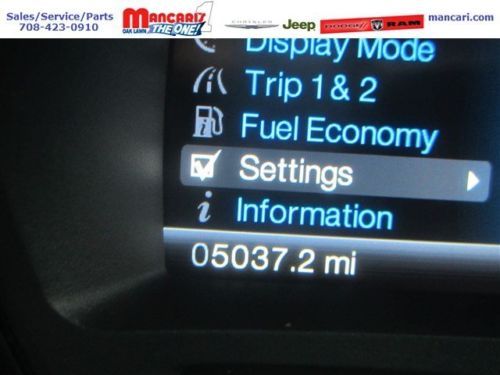 Sales/Service/Parts
708-423-0910
MANCARI'Z 1
OAK LAWN THE ONE!
CHRYSLER
Jeep
DODGE
RAM
mancari.com
Display Mode
Trip 1 & 2
Fuel Economy
Settings
Information
05037.2 mi